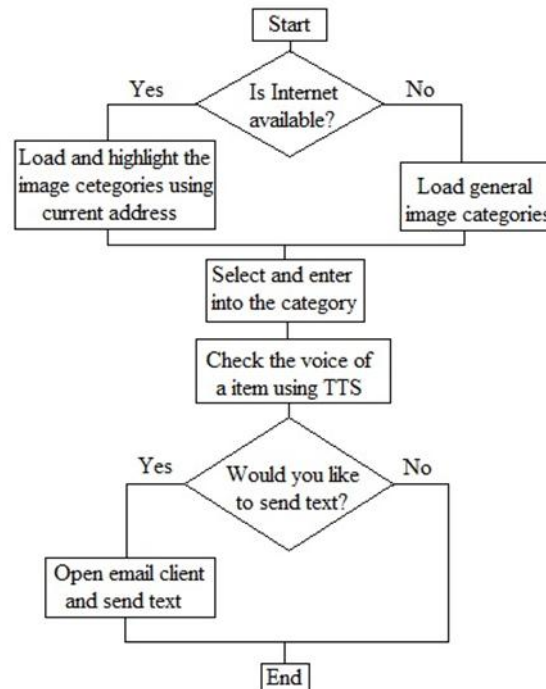 Start
Yes
Is Internet
available?
No
Load and highlight the
image cetegories using
current address
Load general
image categories
Select and enter
into the category
Check the voice of
a item using TTS
Yes
Would you like
to send text?
No
Open email client
and send text
End